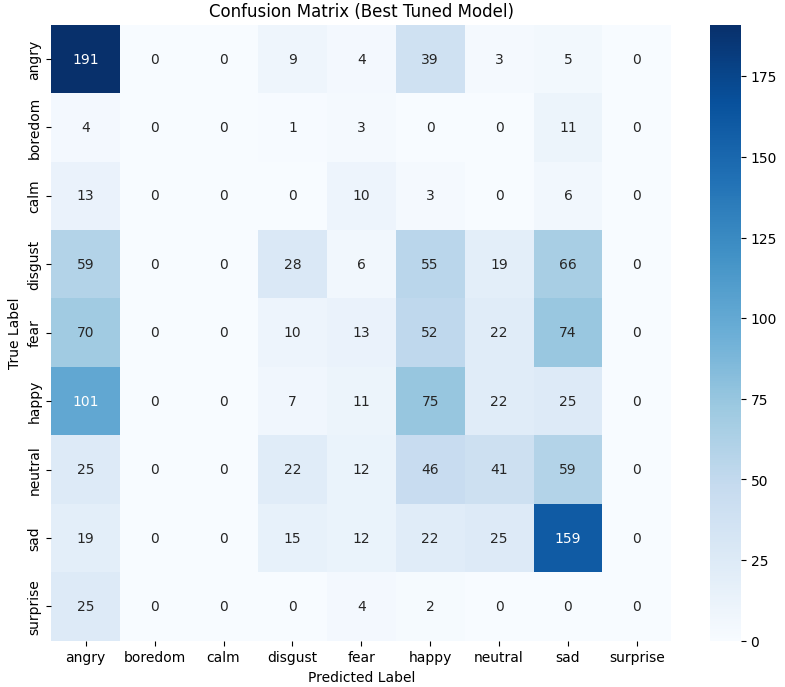 Confusion Matrix (Best Tuned Model)
True Label
angry 191 0 0 9 4 39 3 5 0
boredom 4 0 0 1 3 0 0 11 0
calm 13 0 0 0 10 3 0 6 0
disgust 59 0 0 28 6 55 19 66 0
fear 70 0 0 10 13 52 22 74 0
happy 101 0 0 7 11 75 22 25 0
neutral 25 0 0 22 12 46 41 59 0
sad 19 0 0 15 12 22 25 159 0
surprise 25 0 0 0 4 2 0 0 0
angry boredom calm disgust fear happy neutral sad surprise
Predicted Label
175
150
125
100
75
50
25
0